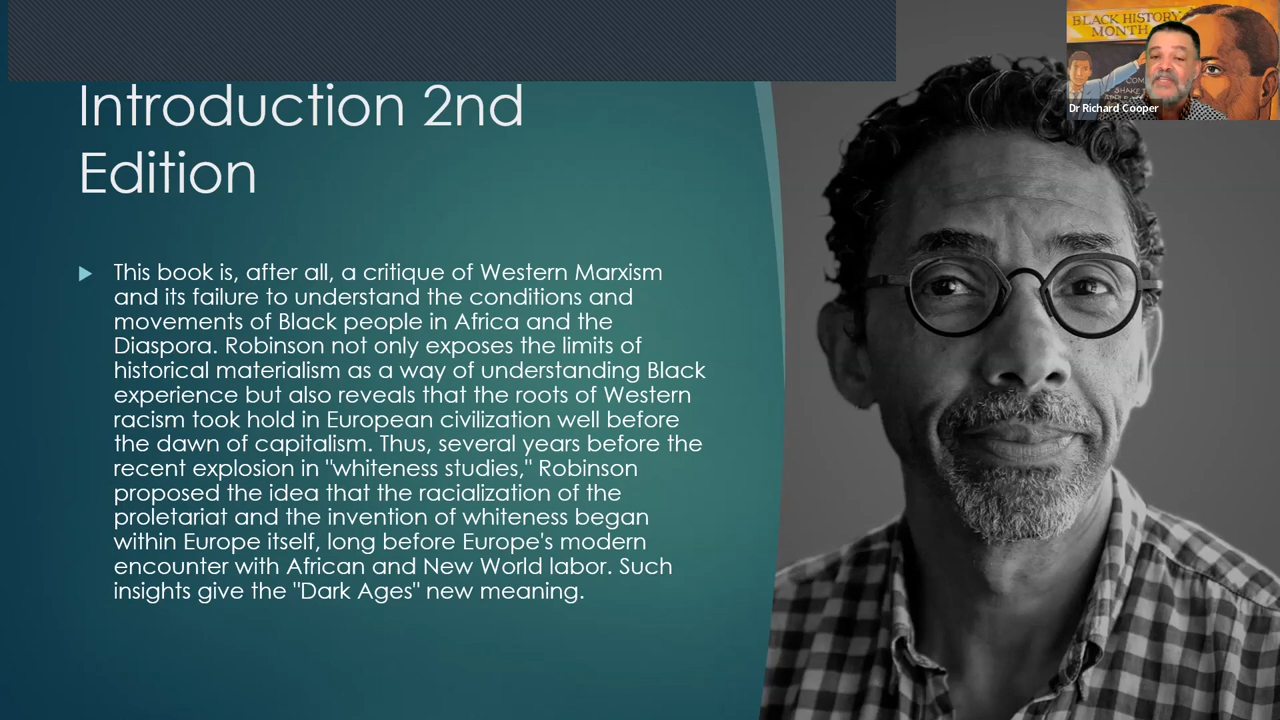 Introduction 2nd
Edition
This book is, after all, a critique of Western Marxism
and its failure to understand the conditions and
movements of Black people in Africa and the
Diaspora. Robinson not only exposes the limits of
historical materialism as a way of understanding Black
experience but also reveals that the roots of Western
racism took hold in European civilization well before
the dawn of capitalism. Thus, several years before the
recent explosion in "whiteness studies," Robinson
proposed the idea that the racialization of the
proletariat and the invention of whiteness began
within Europe itself, long before Europe's modern
encounter with African and New World labor. Such
insights give the "Dark Ages" new meaning.
BLACK HISTORY
MONTH
Dr Richard Cooper